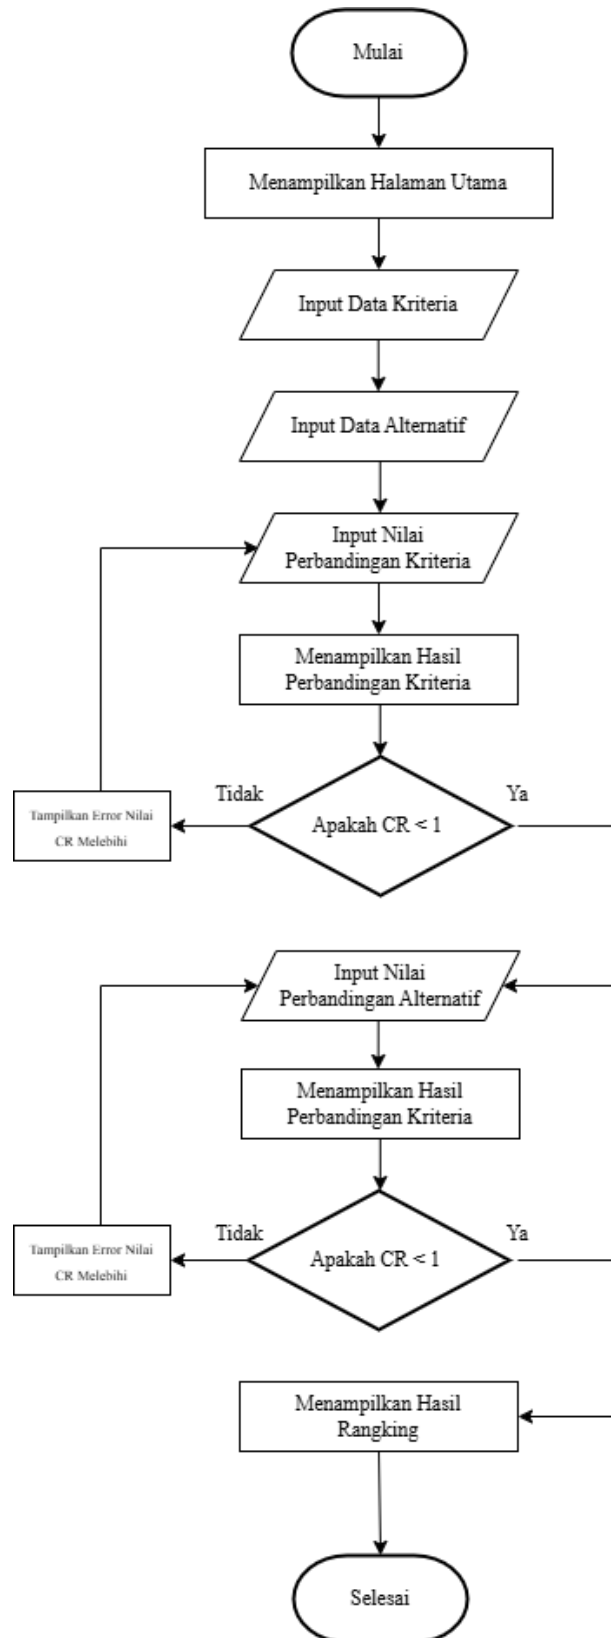 Mulai
Menampilkan Halaman Utama
Input Data Kriteria
Input Data Alternatif
Input Nilai
Perbandingan Kriteria
Menampilkan Hasil
Perbandingan Kriteria
Tidak
Ya
Apakah CR < 1
Tampilkan Error Nilai
CR Melebihi
Input Nilai
Perbandingan Alternatif
Menampilkan Hasil
Perbandingan Kriteria
Tidak
Ya
Apakah CR < 1
Tampilkan Error Nilai
CR Melebihi
Menampilkan Hasil
Rangking
Selesai